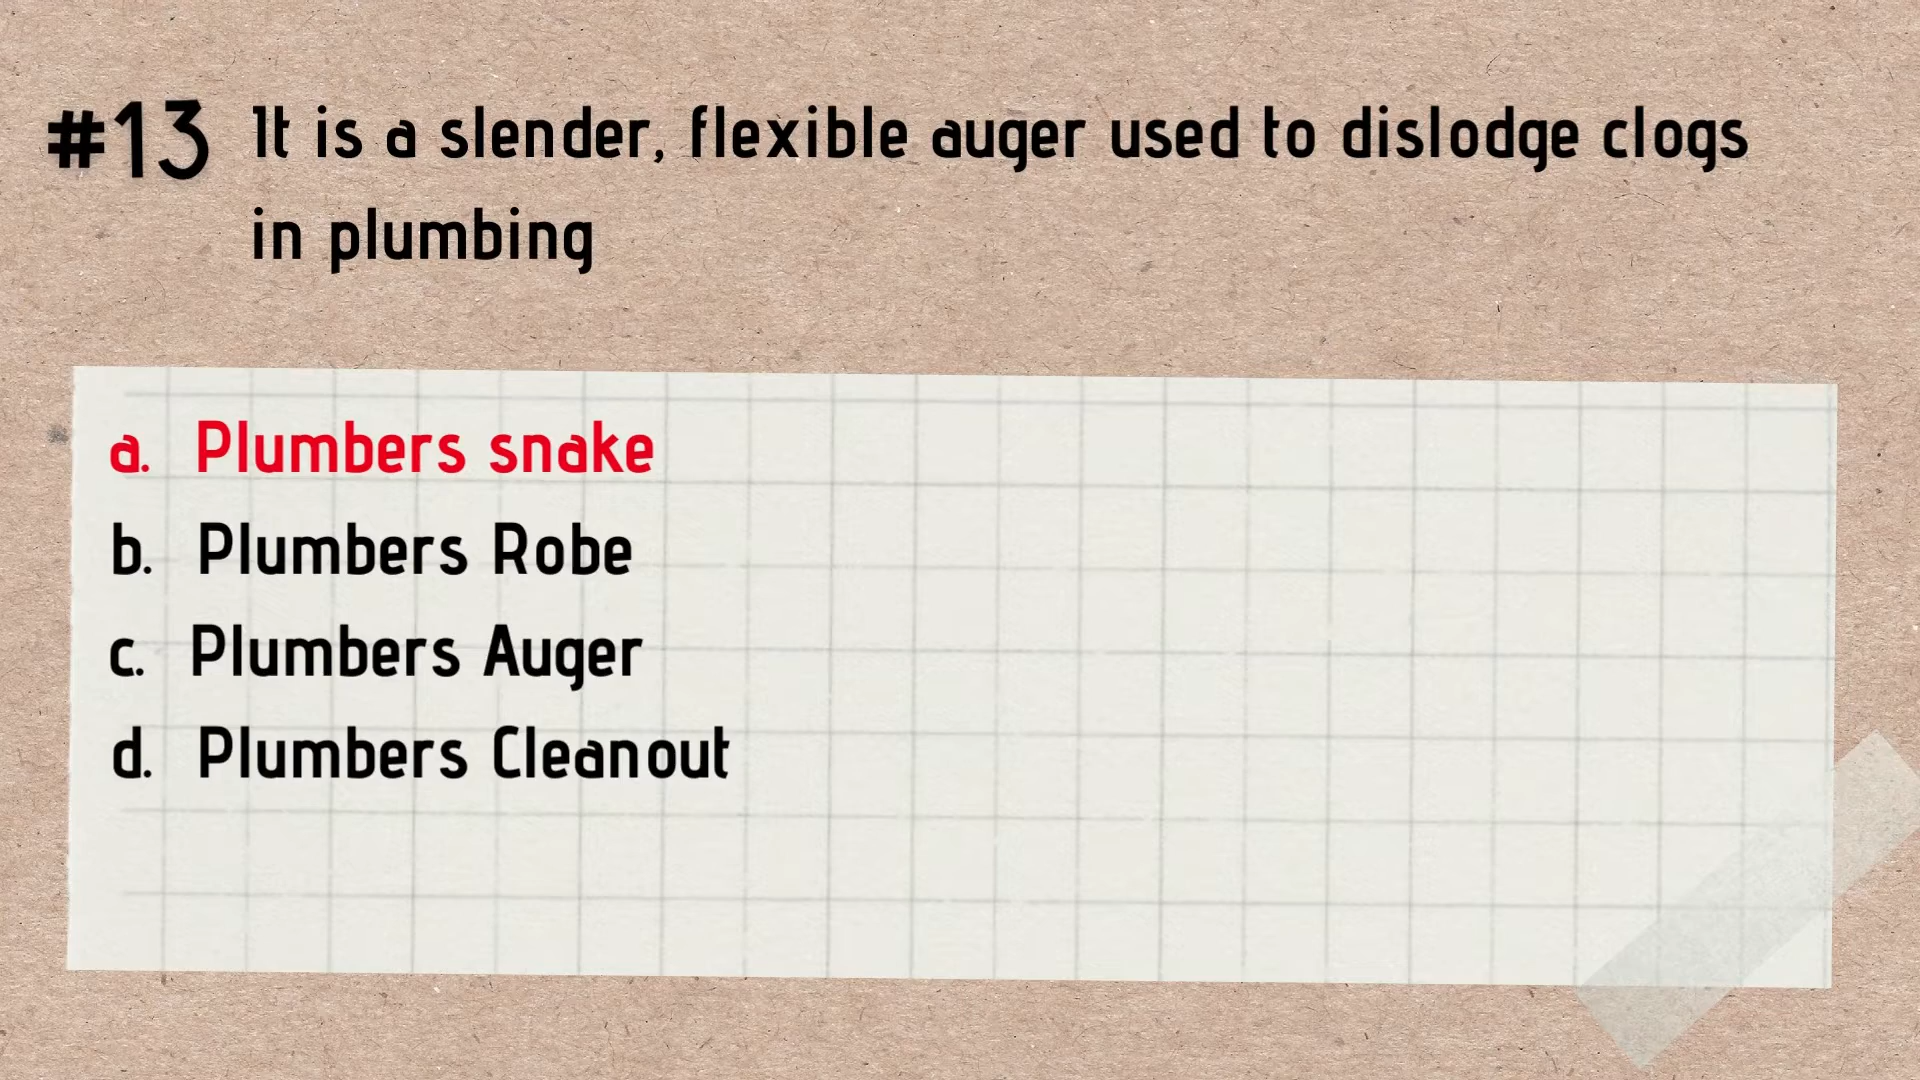 #13 It is a slender, flexible auger used to dislodge clogs
in plumbing
a. Plumbers snake
b. Plumbers Robe
c. Plumbers Auger
d. Plumbers Cleanout